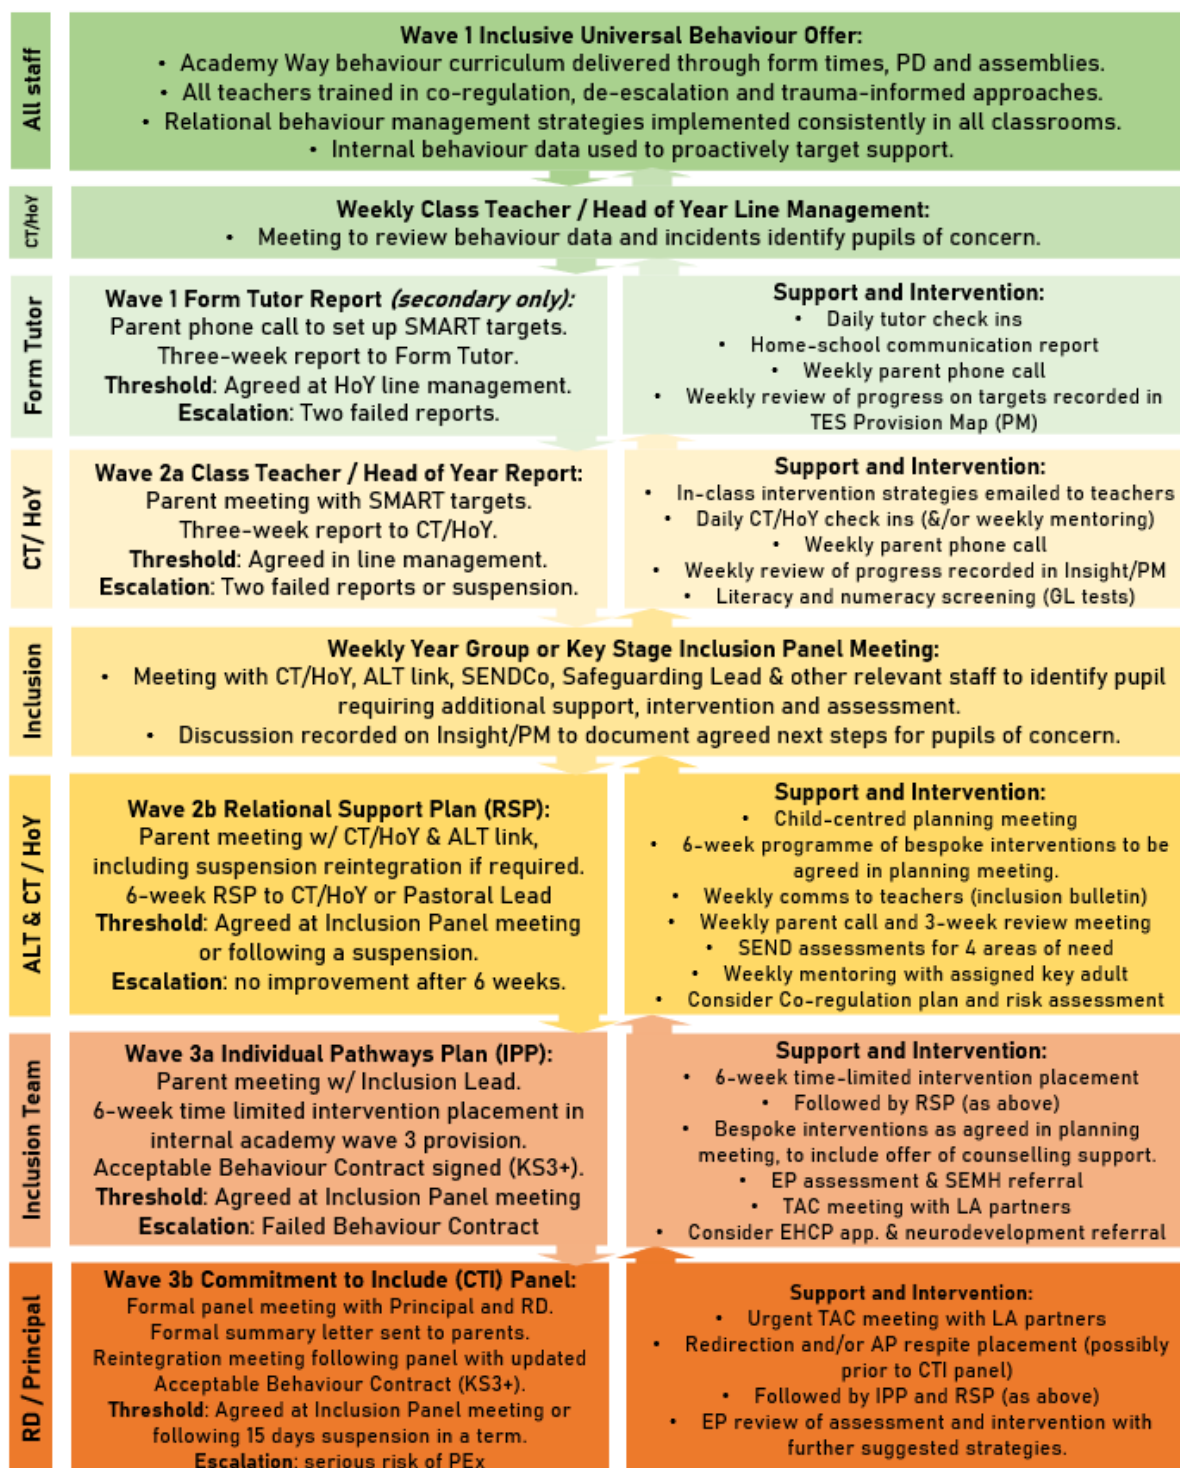 All staff
Wave 1 Inclusive Universal Behaviour Offer:
• Academy Way behaviour curriculum delivered through form times, PD and assemblies.
• All teachers trained in co-regulation, de-escalation and trauma-informed approaches.
• Relational behaviour management strategies implemented consistently in all classrooms.
• Internal behaviour data used to proactively target support.
CT/HoY
Weekly Class Teacher / Head of Year Line Management:
• Meeting to review behaviour data and incidents identify pupils of concern.
Form Tutor
Wave 1 Form Tutor Report (secondary only):
Parent phone call to set up SMART targets.
Three-week report to Form Tutor.
Threshold: Agreed at HoY line management.
Escalation: Two failed reports.
Support and Intervention:
• Daily tutor check ins
• Home-school communication report
• Weekly parent phone call
• Weekly review of progress on targets recorded in
TES Provision Map (PM)
CT/ HoY
Wave 2a Class Teacher / Head of Year Report:
Parent meeting with SMART targets.
Three-week report to CT/HoY.
Threshold: Agreed in line management.
Escalation: Two failed reports or suspension.
Support and Intervention:
• In-class intervention strategies emailed to teachers
• Daily CT/HoY check ins (&/or weekly mentoring)
• Weekly parent phone call
• Weekly review of progress recorded in Insight/PM
• Literacy and numeracy screening (GL tests)
Inclusion
Weekly Year Group or Key Stage Inclusion Panel Meeting:
• Meeting with CT/HoY, ALT link, SENDCo, Safeguarding Lead & other relevant staff to identify pupil
requiring additional support, intervention and assessment.
• Discussion recorded on Insight/PM to document agreed next steps for pupils of concern.
ALT & CT / HoY
Wave 2b Relational Support Plan (RSP):
Parent meeting w/ CT/HoY & ALT link,
including suspension reintegration if required.
6-week RSP to CT/HoY or Pastoral Lead
Threshold: Agreed at Inclusion Panel meeting
or following a suspension.
Escalation: no improvement after 6 weeks.
Support and Intervention:
• Child-centred planning meeting
• 6-week programme of bespoke interventions to be
agreed in planning meeting.
• Weekly comms to teachers (inclusion bulletin)
• Weekly parent call and 3-week review meeting
• SEND assessments for 4 areas of need
• Weekly mentoring with assigned key adult
• Consider Co-regulation plan and risk assessment
Inclusion Team
Wave 3a Individual Pathways Plan (IPP):
Parent meeting w/ Inclusion Lead.
6-week time limited intervention placement in
internal academy wave 3 provision.
Acceptable Behaviour Contract signed (KS3+).
Threshold: Agreed at Inclusion Panel meeting
Escalation: Failed Behaviour Contract
Support and Intervention:
• 6-week time-limited intervention placement
• Followed by RSP (as above)
• Bespoke interventions as agreed in planning
meeting, to include offer of counselling support.
• EP assessment & SEMH referral
• TAC meeting with LA partners
• Consider EHCP app. & neurodevelopment referral
RD / Principal
Wave 3b Commitment to Include (CTI) Panel:
Formal panel meeting with Principal and RD.
Formal summary letter sent to parents.
Reintegration meeting following panel with updated
Acceptable Behaviour Contract (KS3+).
Threshold: Agreed at Inclusion Panel meeting or
following 15 days suspension in a term.
Escalation: serious risk of PEx
Support and Intervention:
• Urgent TAC meeting with LA partners
• Redirection and/or AP respite placement (possibly
prior to CTI panel)
• Followed by IPP and RSP (as above)
• EP review of assessment and intervention with
further suggested strategies.